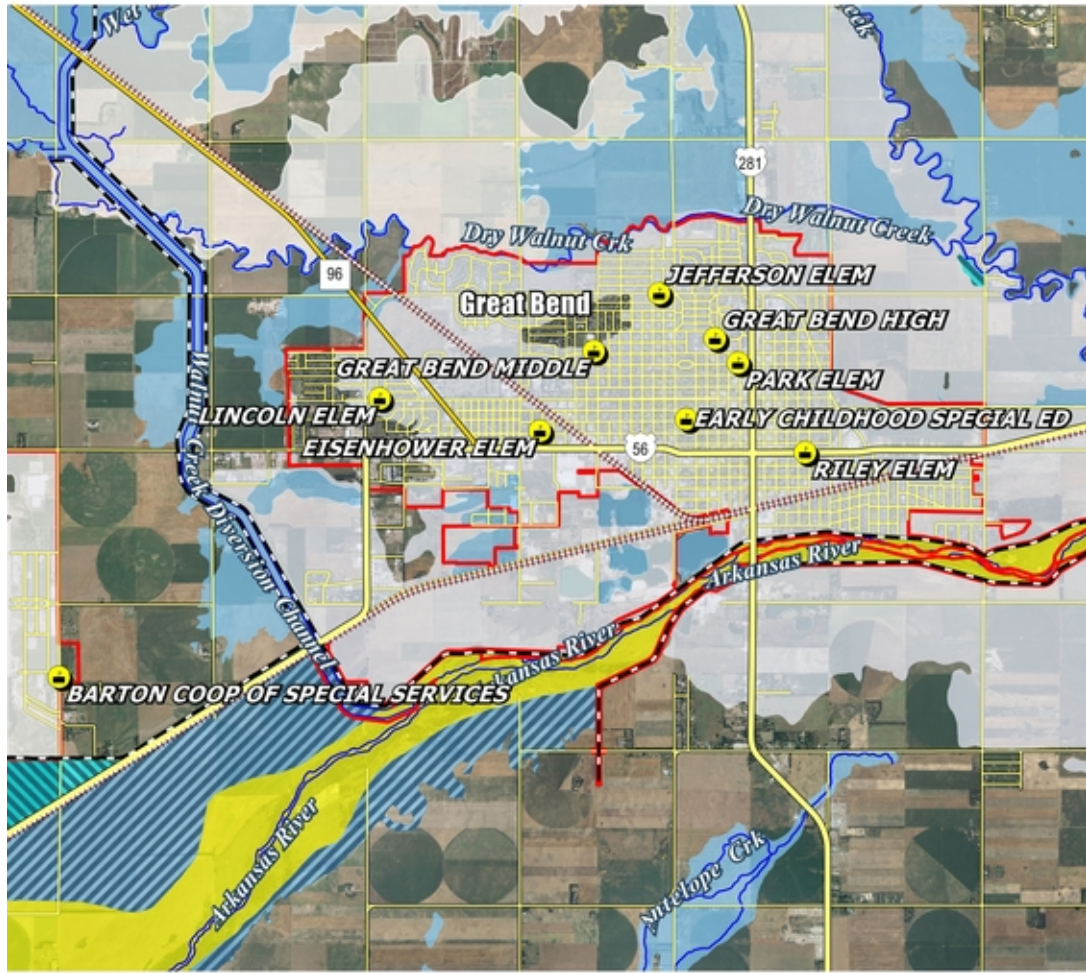 Wet W
Creek
281
Dry Walnut Crk
Dry Walnut Creek
96
JEFFERSON ELEM
Great Bend
GREAT BEND HIGH
GREAT BEND MIDDLE
PARK ELEM
LINCOLN ELEM
EARLY CHILDHOOD SPECIAL ED
EISENHOWER ELEM
56
RILEY ELEM
Walnut Creek Diversion Channel
Arkansas River
Arkansas River
BARTON COOP OF SPECIAL SERVICES
Arkansas River
Antelope Crk